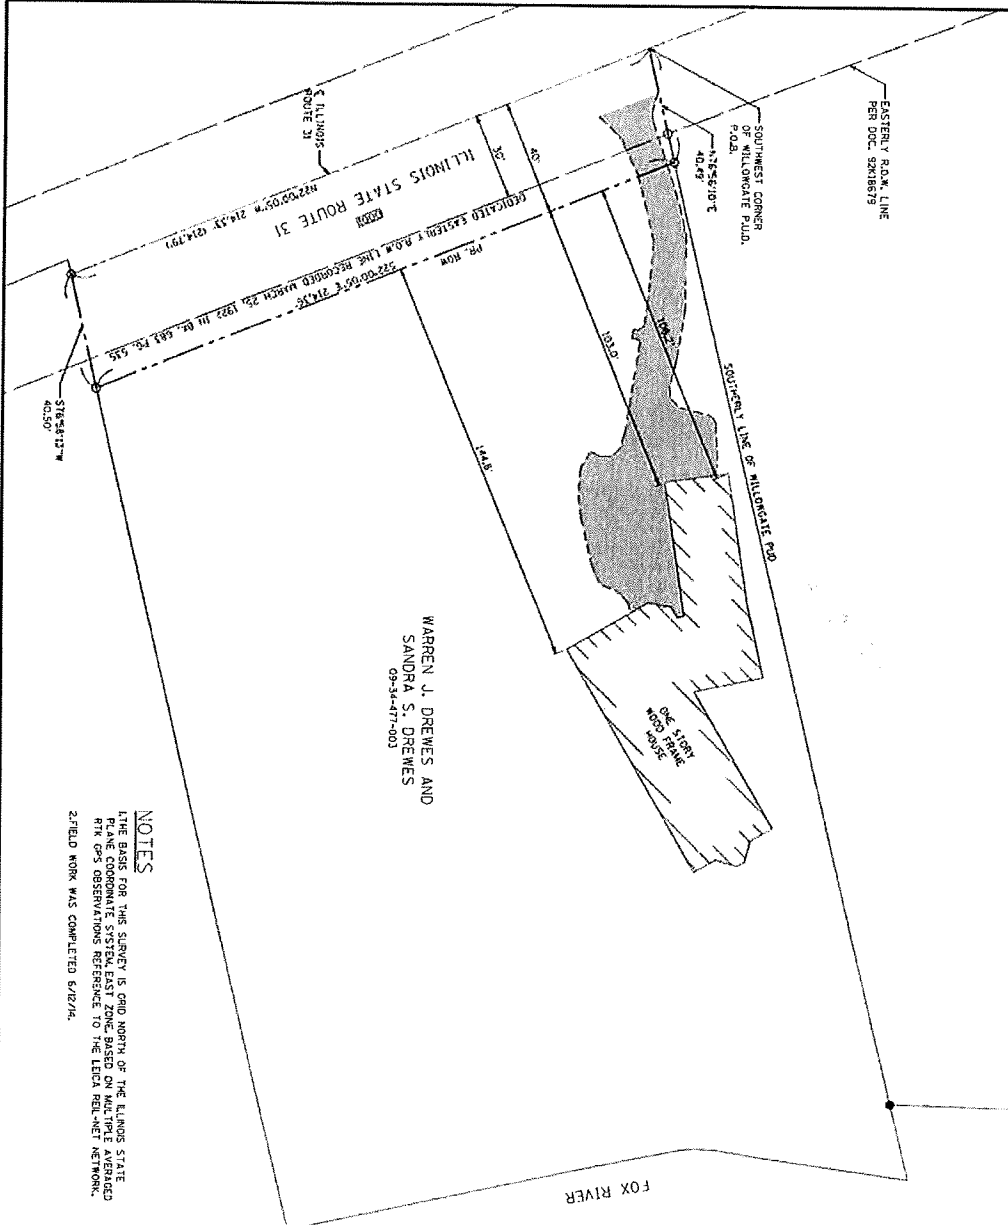 EASTERLY R.O.W. LINE
PER DOC. 92K18679
SOUTHWEST CORNER
OF WILLOWGATE P.U.D.
P.O.B.
N76°56'10"E
40.49'
℄ ILLINOIS
ROUTE 31
40'
30'
ILLINOIS STATE ROUTE 31
N22°00'05"W 214.33' (214.79')
DEDICATED EASTERLY R.O.W. LINE RECORDED MARCH 25, 1922 IN BK. 683 PG. 535
PR. ROW
S22°00'05"E 214.36'
S76°58'13"W
40.50'
103.0'
144.8'
SOUTHERLY LINE OF WILLOWGATE PUD
ONE STORY
WOOD FRAME
HOUSE
WARREN J. DREWES AND
SANDRA S. DREWES
09-34-477-003
NOTES
1.THE BASIS FOR THIS SURVEY IS GRID NORTH OF THE ILLINOIS STATE
PLANE COORDINATE SYSTEM, EAST ZONE, BASED ON MULTIPLE AVERAGED
RTK GPS OBSERVATIONS REFERENCE TO THE LEICA REIL-NET NETWORK.
2.FIELD WORK WAS COMPLETED 6/12/14.
FOX RIVER